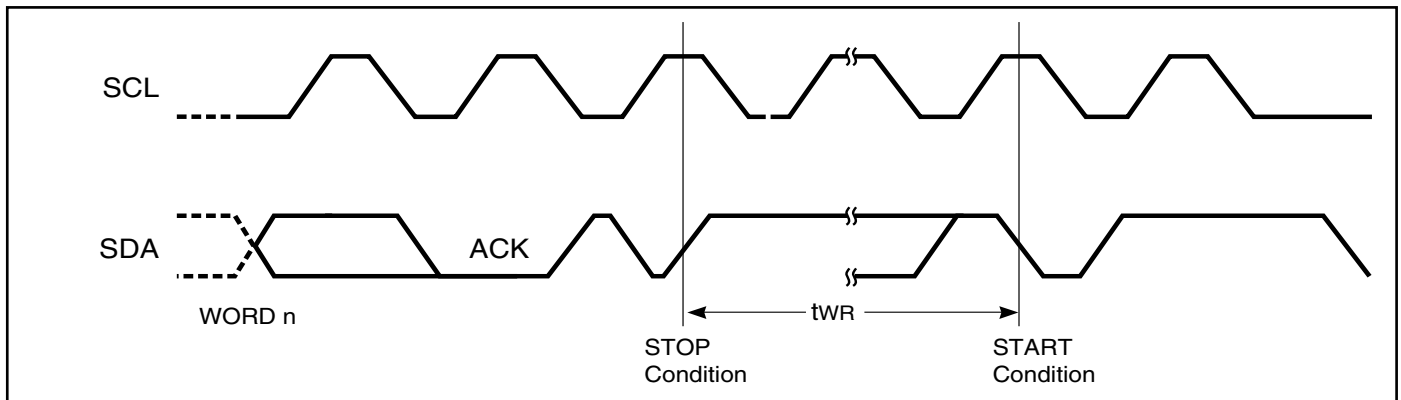 SCL
SDA
ACK
WORD n
tWR
STOP
Condition
START
Condition